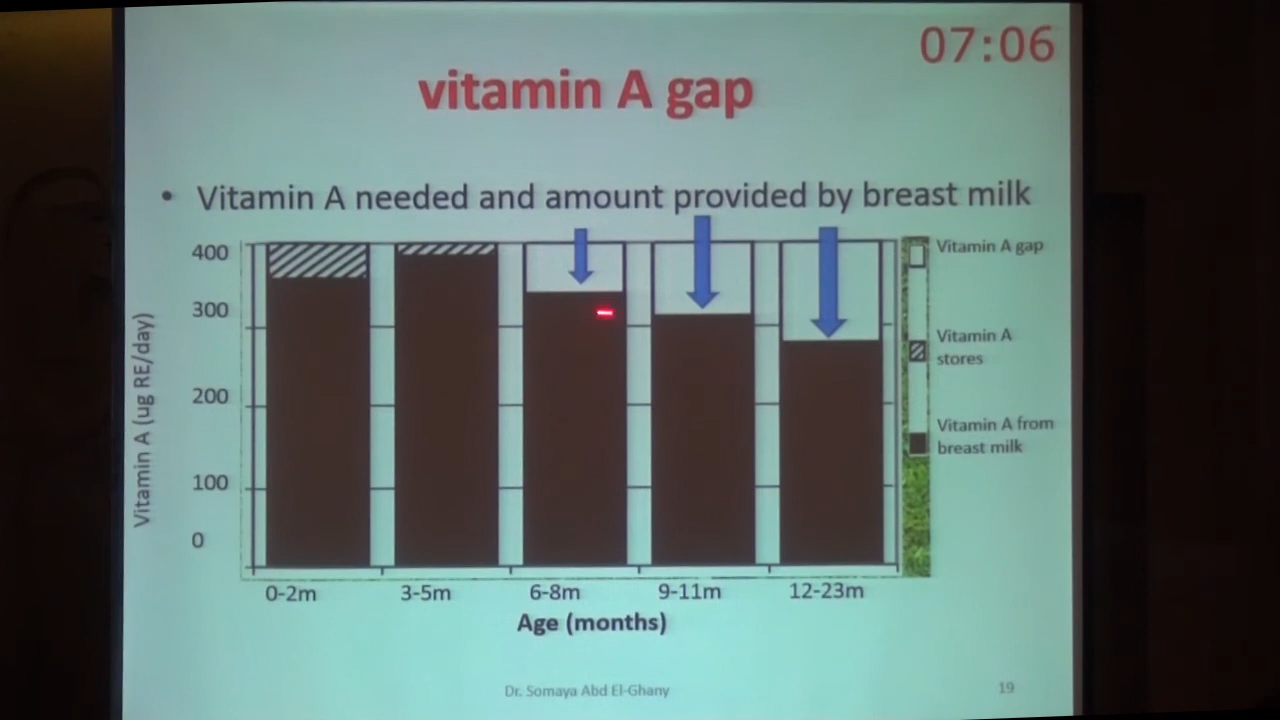 07:06
vitamin A gap
• Vitamin A needed and amount provided by breast milk
Vitamin A (ug RE/day)
400
300
200
100
0
0-2m 3-5m 6-8m 9-11m 12-23m
Age (months)
Vitamin A gap
Vitamin A
stores
Vitamin A from
breast milk
Dr. Somaya Abd El-Ghany
19